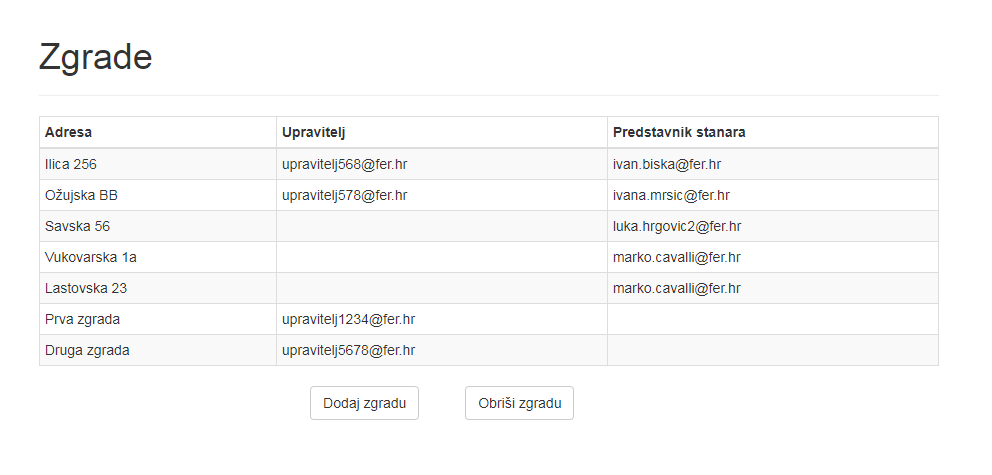 Zgrade
Adresa Upravitelj Predstavnik stanara
Ilica 256 upravitelj568@fer.hr ivan.biska@fer.hr
Ožujska BB upravitelj578@fer.hr ivana.mrsic@fer.hr
Savska 56 luka.hrgovic2@fer.hr
Vukovarska 1a marko.cavalli@fer.hr
Lastovska 23 marko.cavalli@fer.hr
Prva zgrada upravitelj1234@fer.hr
Druga zgrada upravitelj5678@fer.hr
Dodaj zgradu Obriši zgradu